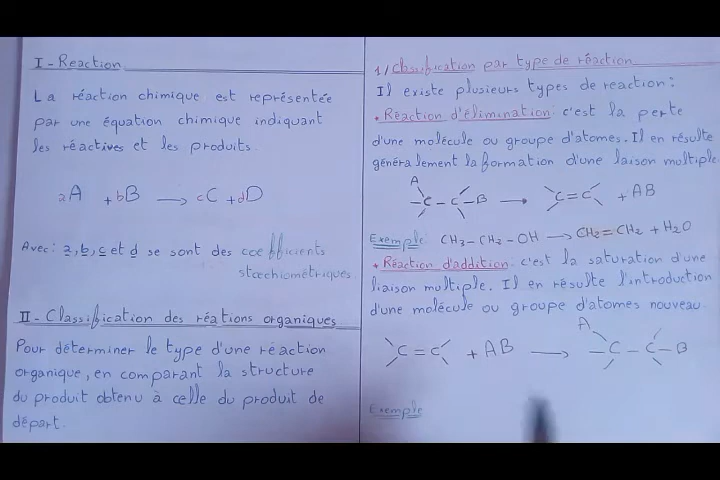 I - Reaction
La réaction chimique est représentée
par une équation chimique indiquant
les réactives et les produits.
aA + bB → cC + dD
Avec: a, b, c et d se sont des coefficients
stœchiométriques
II - Classification des réations organiques
Pour déterminer le type d'une réaction
organique, en comparant la structure
du produit obtenu à celle du produit de
départ.
1/ Classification par type de réaction
Il existe plusieurs types de reaction:
• Réaction d'élimination: c'est la perte
d'une molécule ou groupe d'atomes. Il en résulte
généralement la formation d'une laison multiple
A
-C-C-B → C=C + AB
Exemple: CH3-CH2-OH → CH2=CH2 + H2O
• Réaction d'addition: c'est la saturation d'une
liaison multiple. Il en résulte l'introduction
d'une molécule ou groupe d'atomes nouveau.
A
C=C + AB → -C-C-B
Exemple